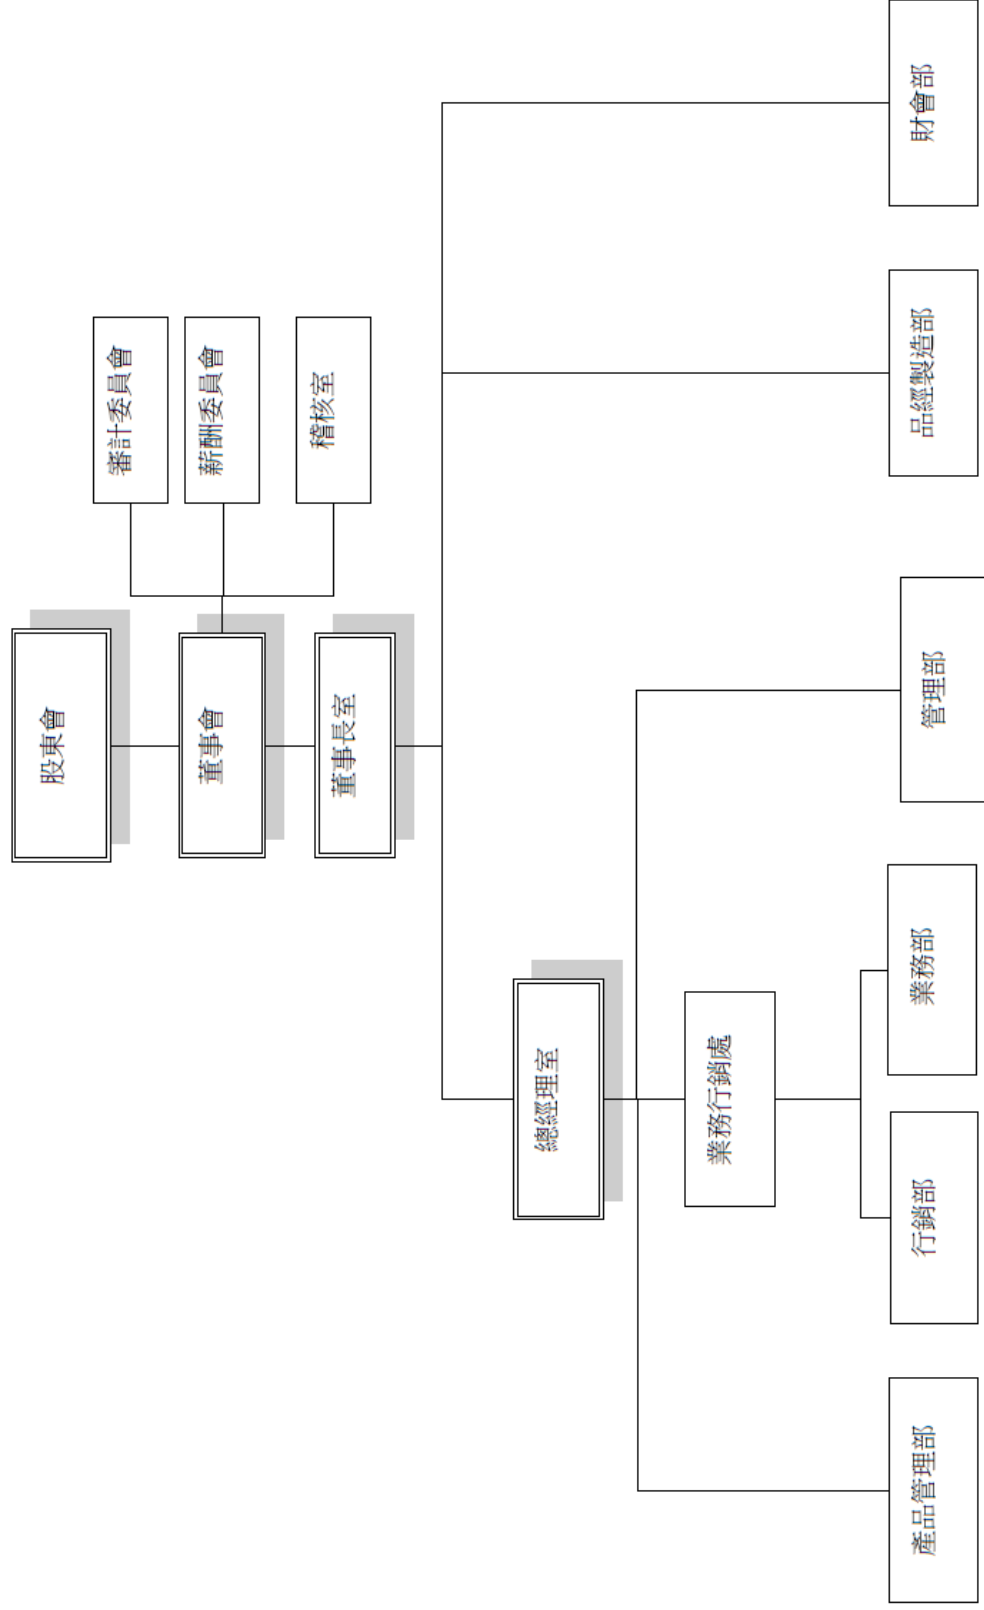 股東會
審計委員會
薪酬委員會
董事會
稽核室
董事長室
總經理室
業務行銷處
產品管理部
行銷部
業務部
管理部
品經製造部
財會部